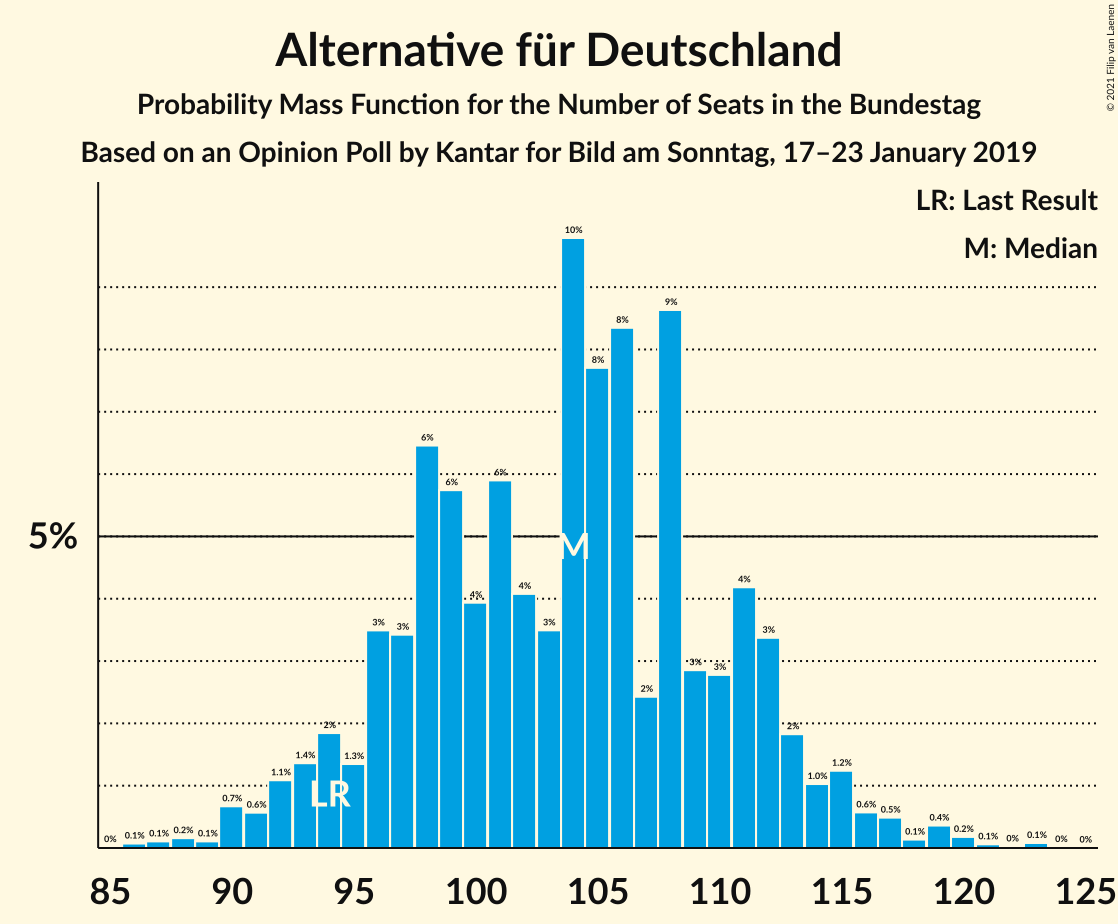 Alternative für Deutschland
Probability Mass Function for the Number of Seats in the Bundestag
Based on an Opinion Poll by Kantar for Bild am Sonntag, 17–23 January 2019
© 2021 Filip van Laenen
LR: Last Result
M: Median
5%
0% 0.1% 0.1% 0.2% 0.1% 0.7% 0.6% 1.1% 1.4% 2% 1.3% 3% 3% 6% 6% 4% 6% 4% 3% 10% 8% 8% 2% 9% 3% 3% 4% 3% 2% 1.0% 1.2% 0.6% 0.5% 0.1% 0.4% 0.2% 0.1% 0% 0.1% 0% 0%
M
LR
85 90 95 100 105 110 115 120 125